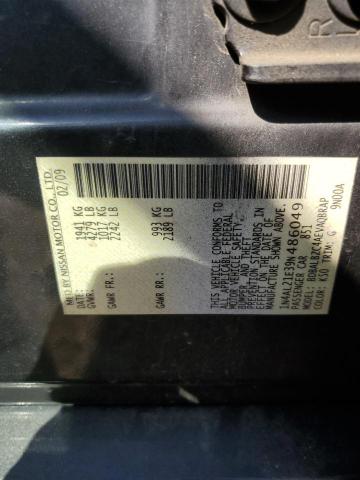 MFD BY NISSAN MOTOR CO., LTD.
02/09
GVWR: 1941 KG
4279 LB
GAWR FR: 1017 KG
2242 LB
GAWR RR: 993 KG
2189 LB
THIS VEHICLE CONFORMS TO ALL
APPLICABLE FEDERAL
MOTOR VEHICLE SAFETY
BUMPER, AND THEFT
PREVENTION STANDARDS
IN EFFECT ON THE DATE OF
MANUFACTURE SHOWN ABOVE.
1N4AL21E39N 486049
PASSENGER CAR
COLOR: K50 TRIM: G
9N00A
R